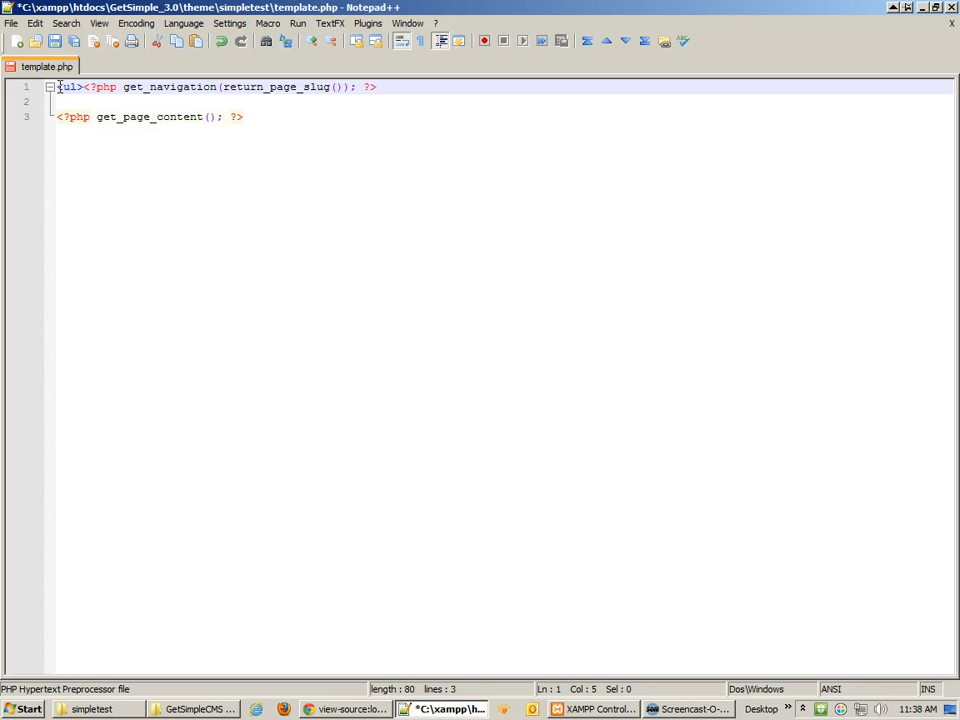 *C:\xampp\htdocs\GetSimple_3.0\theme\simpletest\template.php - Notepad++
File Edit Search View Encoding Language Settings Macro Run TextFX Plugins Window ? X
template.php
1 <ul><?php get_navigation(return_page_slug()); ?>
2
3 <?php get_page_content(); ?>
PHP Hypertext Preprocessor file length : 80 lines : 3 Ln : 1 Col : 5 Sel : 0 Dos\Windows ANSI INS
Start simpletest GetSimpleCMS ... view-source:lo... *C:\xampp\h... XAMPP Control... Screencast-O-... Desktop » 11:38 AM